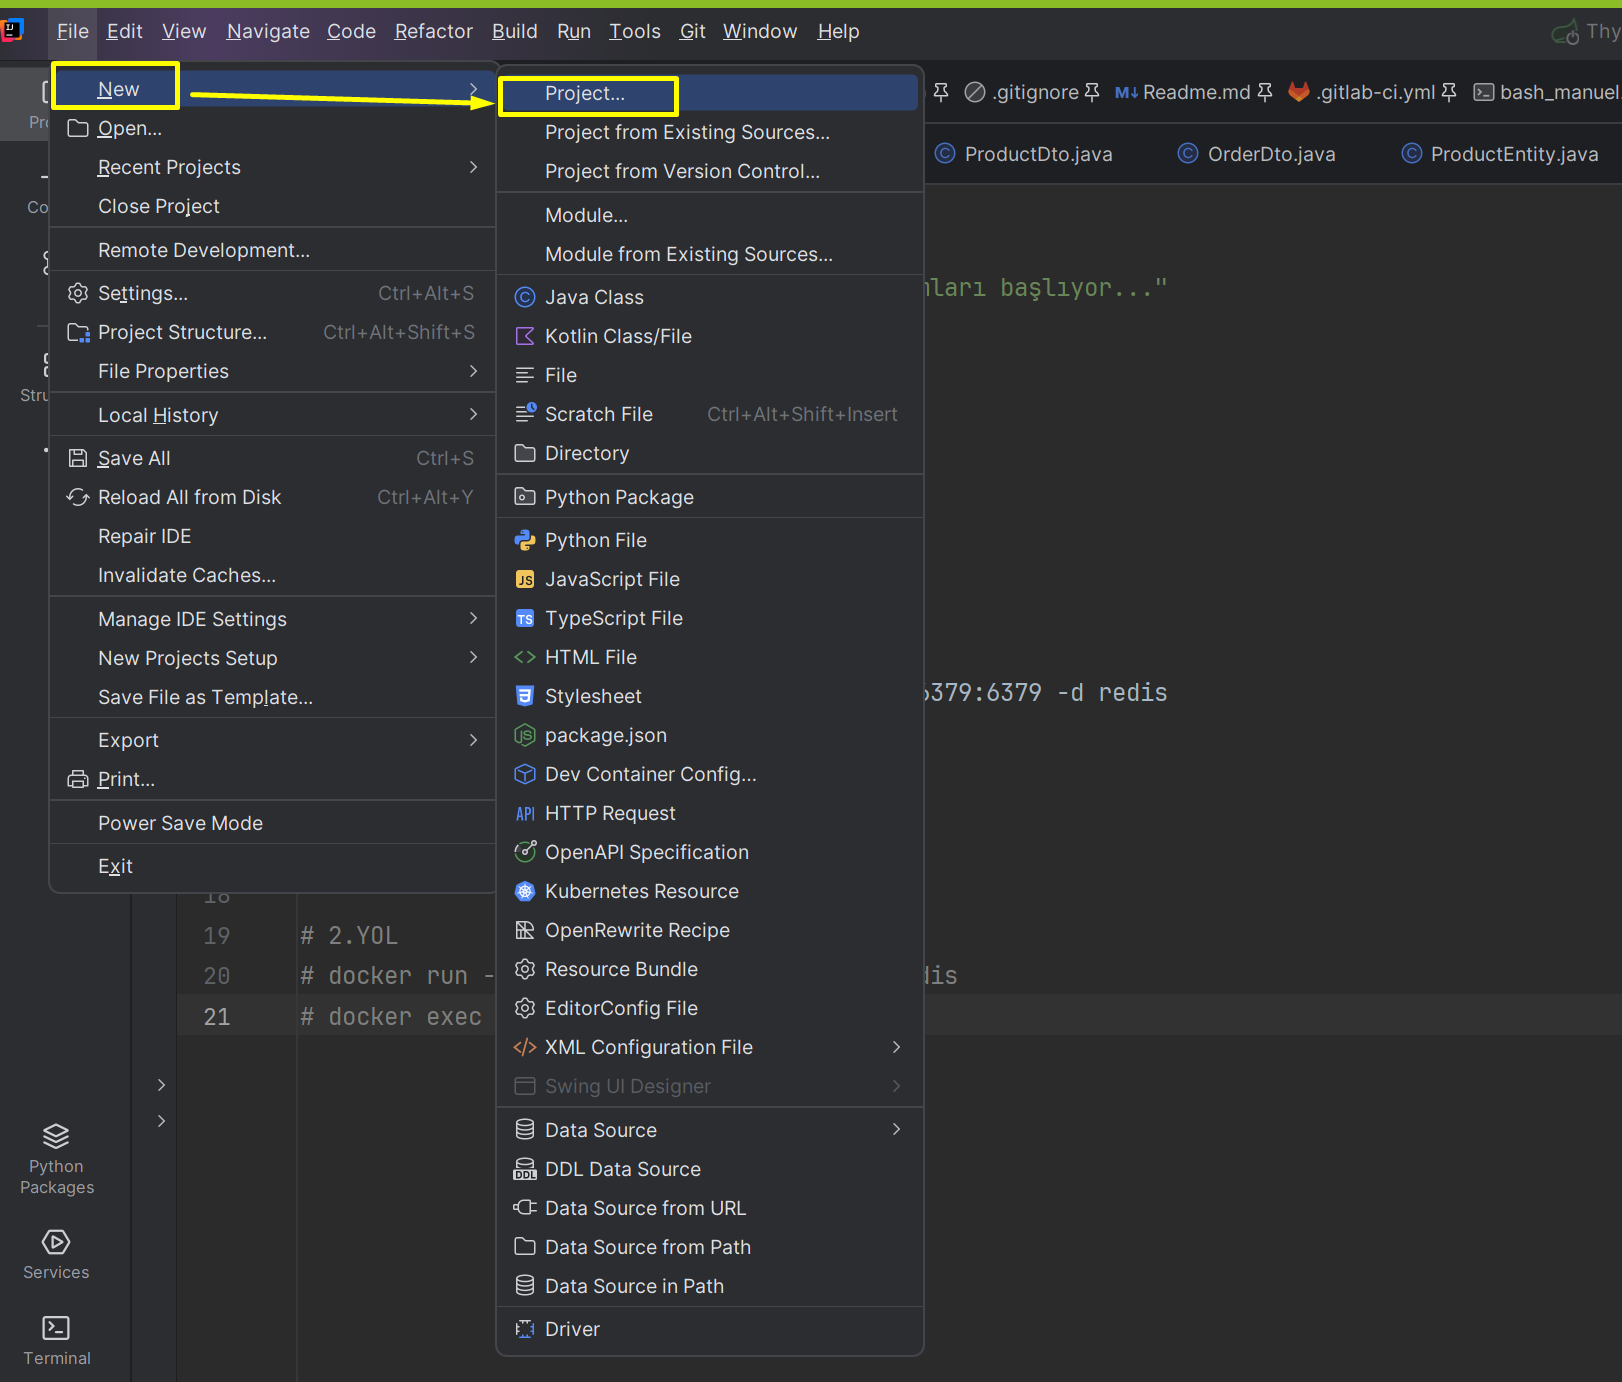 File Edit View Navigate Code Refactor Build Run Tools Git Window Help
New
Open...
Recent Projects
Close Project
Remote Development...
Settings... Ctrl+Alt+S
Project Structure... Ctrl+Alt+Shift+S
File Properties
Local History
Save All Ctrl+S
Reload All from Disk Ctrl+Alt+Y
Repair IDE
Invalidate Caches...
Manage IDE Settings
New Projects Setup
Save File as Template...
Export
Print...
Power Save Mode
Exit
Project...
Project from Existing Sources...
Project from Version Control...
Module...
Module from Existing Sources...
Java Class
Kotlin Class/File
File
Scratch File Ctrl+Alt+Shift+Insert
Directory
Python Package
Python File
JS JavaScript File
TS TypeScript File
HTML File
Stylesheet
package.json
Dev Container Config...
API HTTP Request
OpenAPI Specification
Kubernetes Resource
OpenRewrite Recipe
Resource Bundle
EditorConfig File
XML Configuration File
Swing UI Designer
Data Source
DDL Data Source
Data Source from URL
Data Source from Path
Data Source in Path
Driver
.gitignore M↓ Readme.md .gitlab-ci.yml bash_manuel
ProductDto.java OrderDto.java ProductEntity.java
başlıyor..."
6379:6379 -d redis
18
19 # 2.YOL
20 # docker run -
21 # docker exec
Python
Packages
Services
Terminal